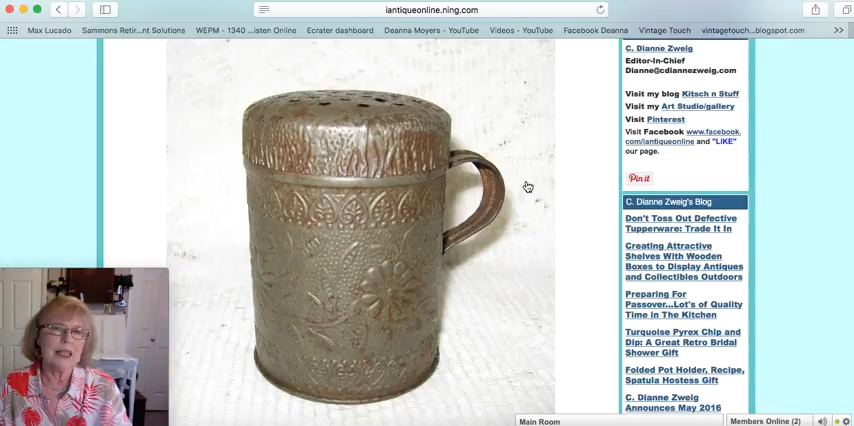 iantiqueonline.ning.com
Max Lucado Sammons Retir...nt Solutions WEPM - 1340 ...isten Online Ecrater dashboard Deanna Moyers - YouTube Videos - YouTube Facebook Deanna Vintage Touch vintagetouch...blogspot.com
C. Dianne Zweig
Editor-In-Chief
Dianne@cdiannezweig.com
Visit my blog Kitsch n Stuff
Visit my Art Studio/gallery
Visit Pinterest
Visit Facebook www.facebook.
com/iantiqueonline and "LIKE"
our page.
Pin it
C. Dianne Zweig's Blog
Don't Toss Out Defective
Tupperware: Trade It In
Creating Attractive
Shelves With Wooden
Boxes to Display Antiques
and Collectibles Outdoors
Preparing For
Passover...Lot's of Quality
Time in The Kitchen
Turquoise Pyrex Chip and
Dip: A Great Retro Bridal
Shower Gift
Folded Pot Holder, Recipe,
Spatula Hostess Gift
C. Dianne Zweig
Announces May 2016
Main Room
Members Online (2)